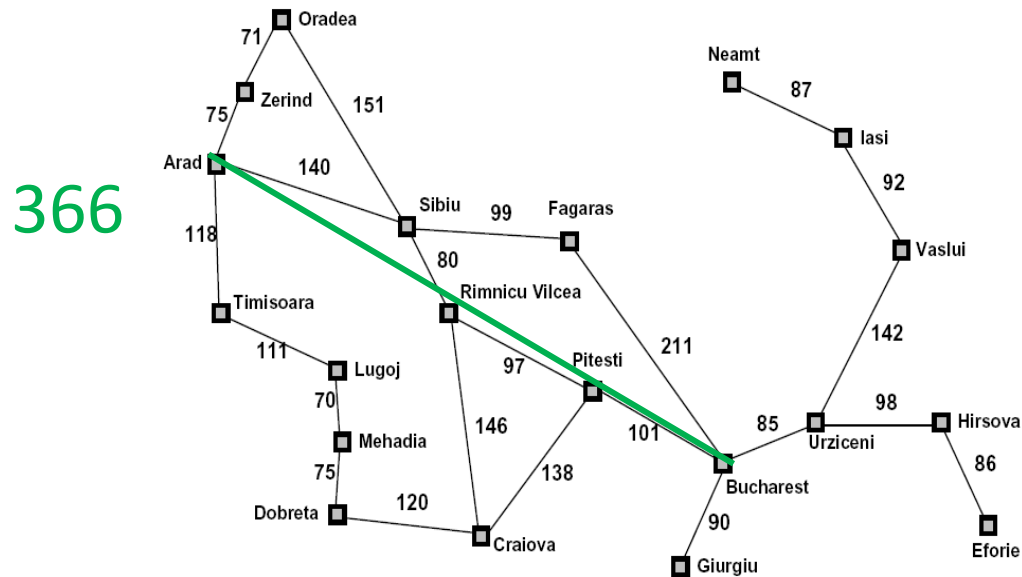 Oradea
71
Neamt
87
Zerind
151
75
Iasi
Arad
140
92
366
Sibiu
99
Fagaras
118
80
Vaslui
Rimnicu Vilcea
Timisoara
142
111
211
Lugoj
97
Pitesti
70
98
Hirsova
85
146
101
Urziceni
Mehadia
75
138
86
Bucharest
120
Dobreta
90
Craiova
Eforie
Giurgiu